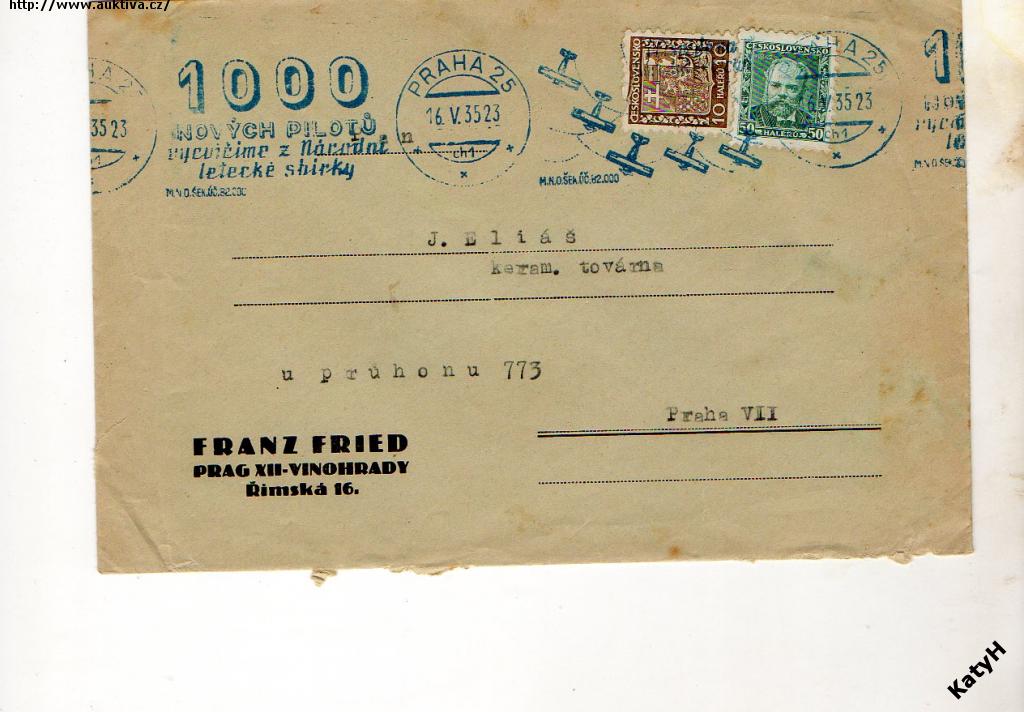 http://www.auktiva.cz/
1000
NOVÝCH PILOTŮ
vycvičíme z Národní
letecké sbírky
M.N.O.ŠEK.ÚČ.82.000
PRAHA 25
16.V.3523
ch1
M.N.O.ŠEK.ÚČ.82.000
ČESKOSLOVENSKO
10 HALÉŘŮ 10
ČESKOSLOVENSKO
50 HALÉŘŮ 50
35 23
ch1
J. Eliáš
keram. továrna
u průhonu 773
Praha VII
FRANZ FRIED
PRAG XII-VINOHRADY
Římská 16.
KatyH